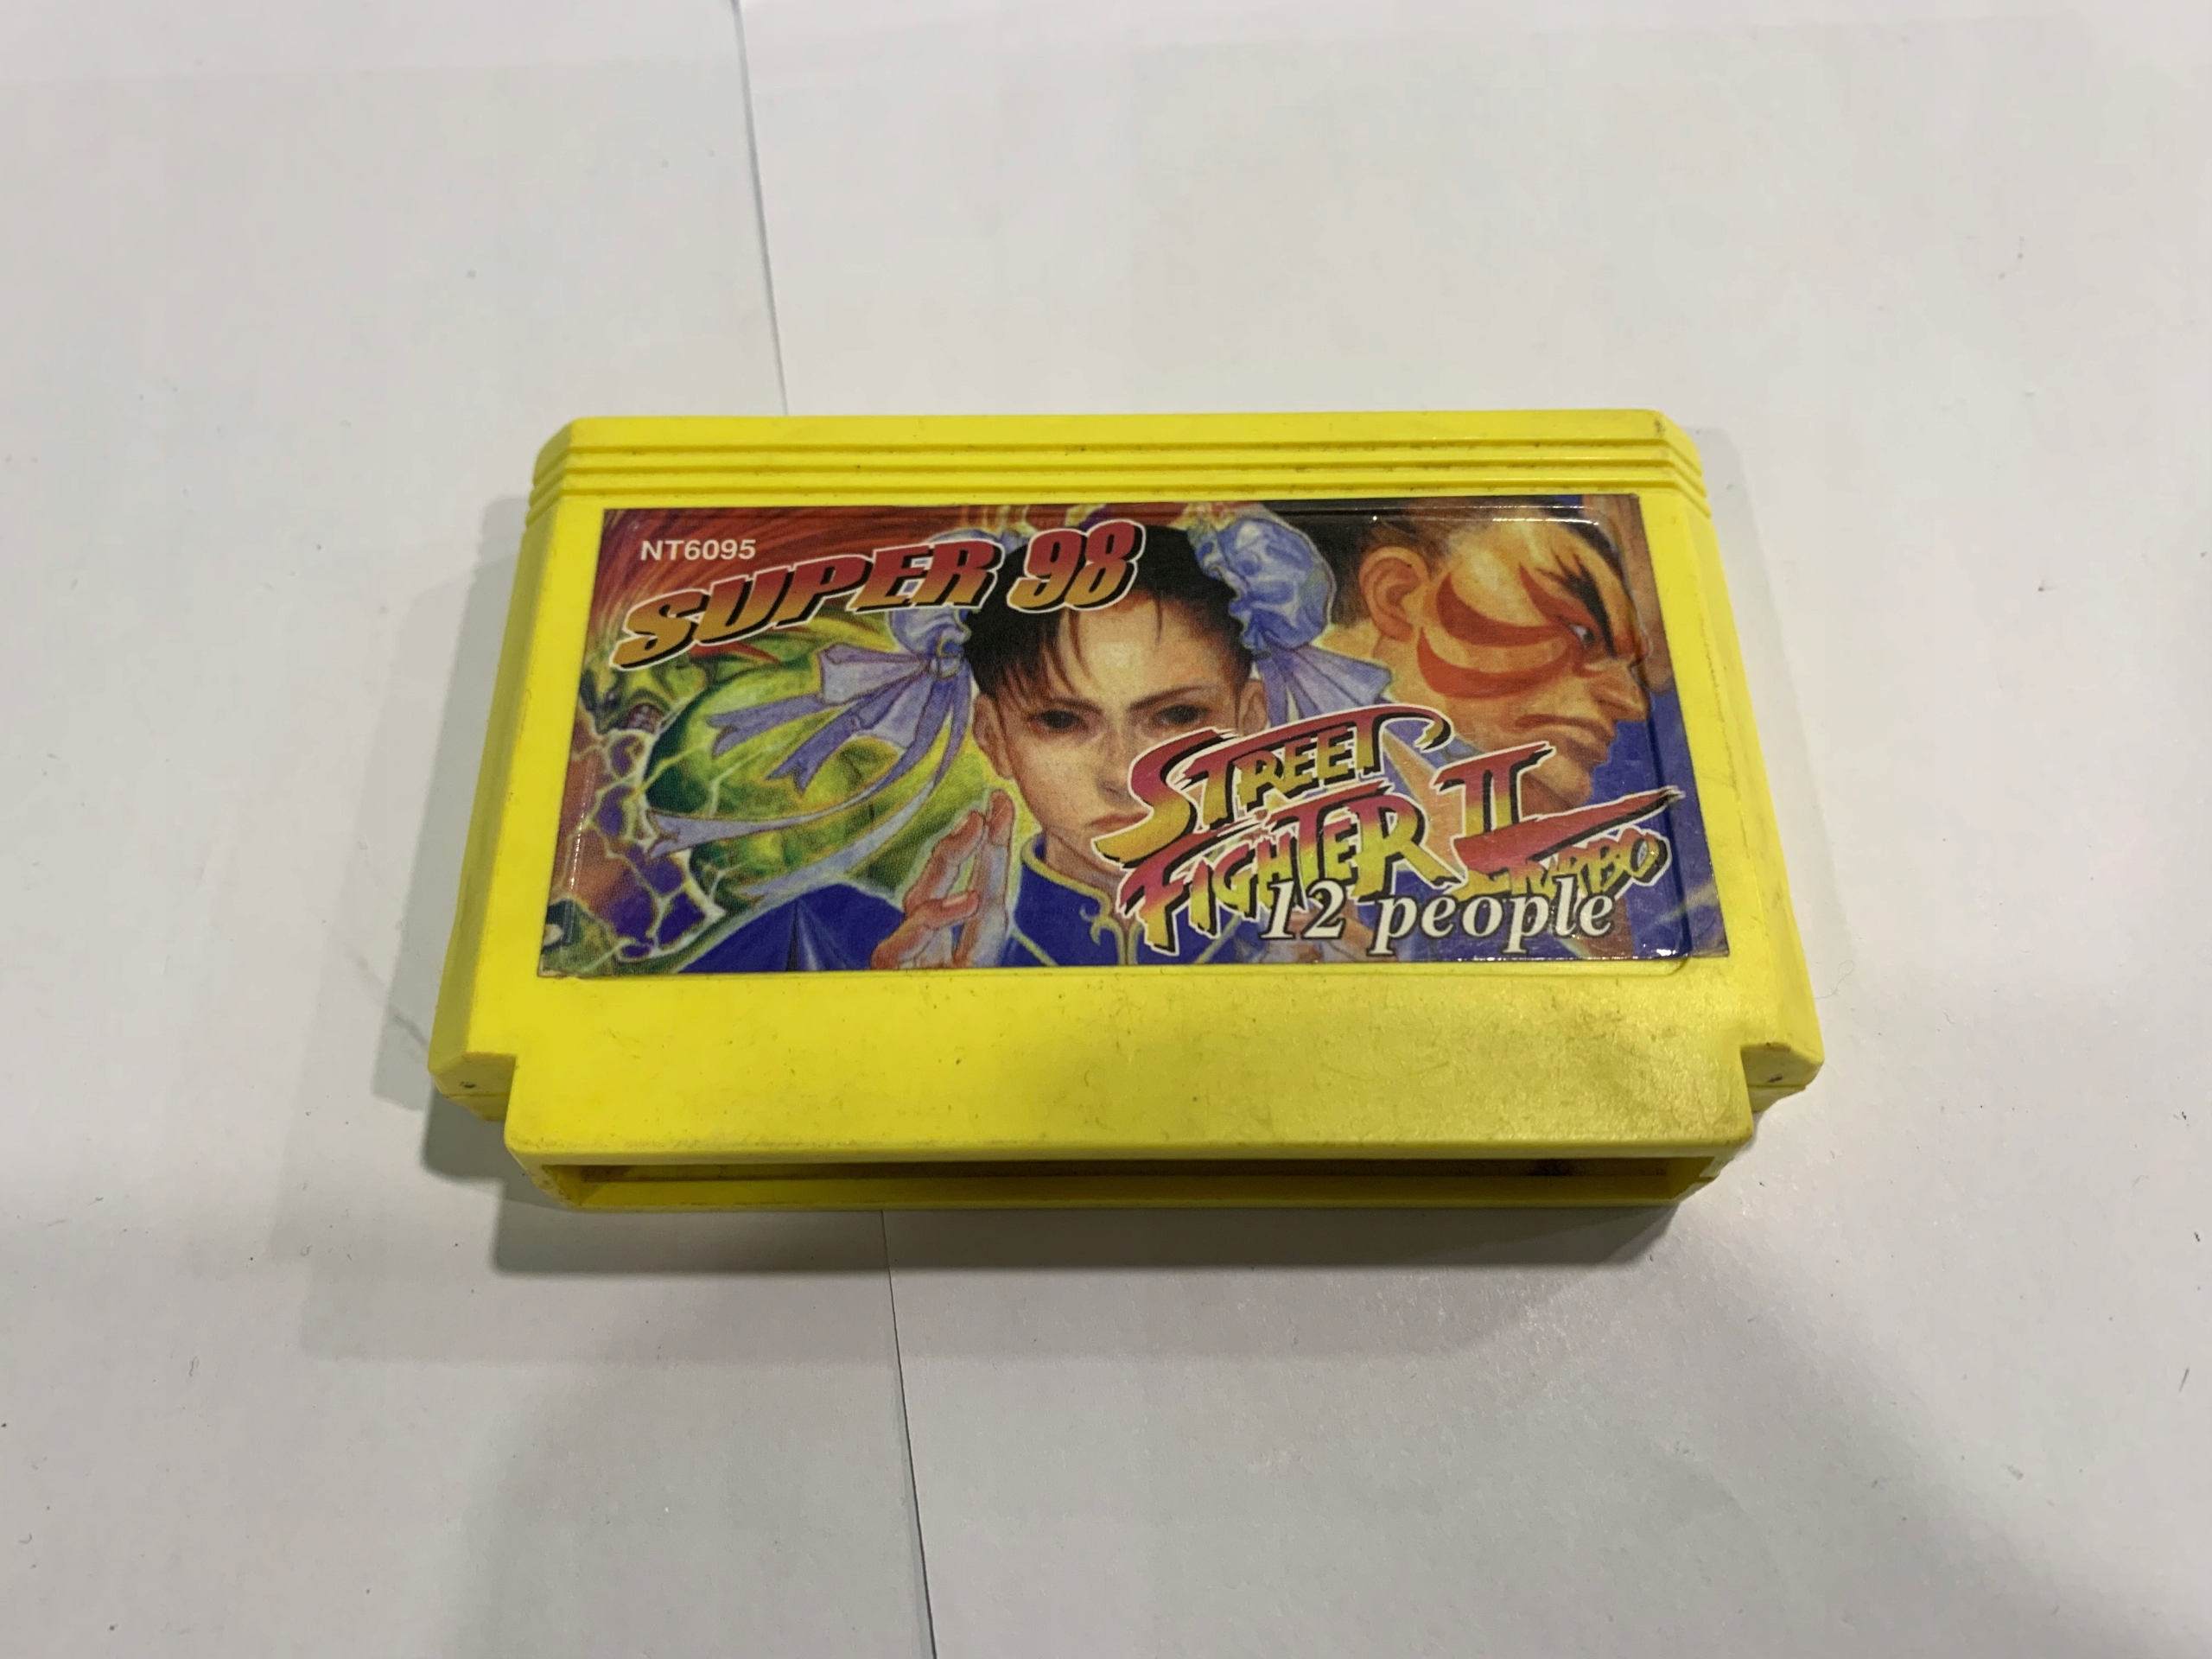 NT6095
SUPER 98
STREET
FIGHTER II
TURBO
12 people